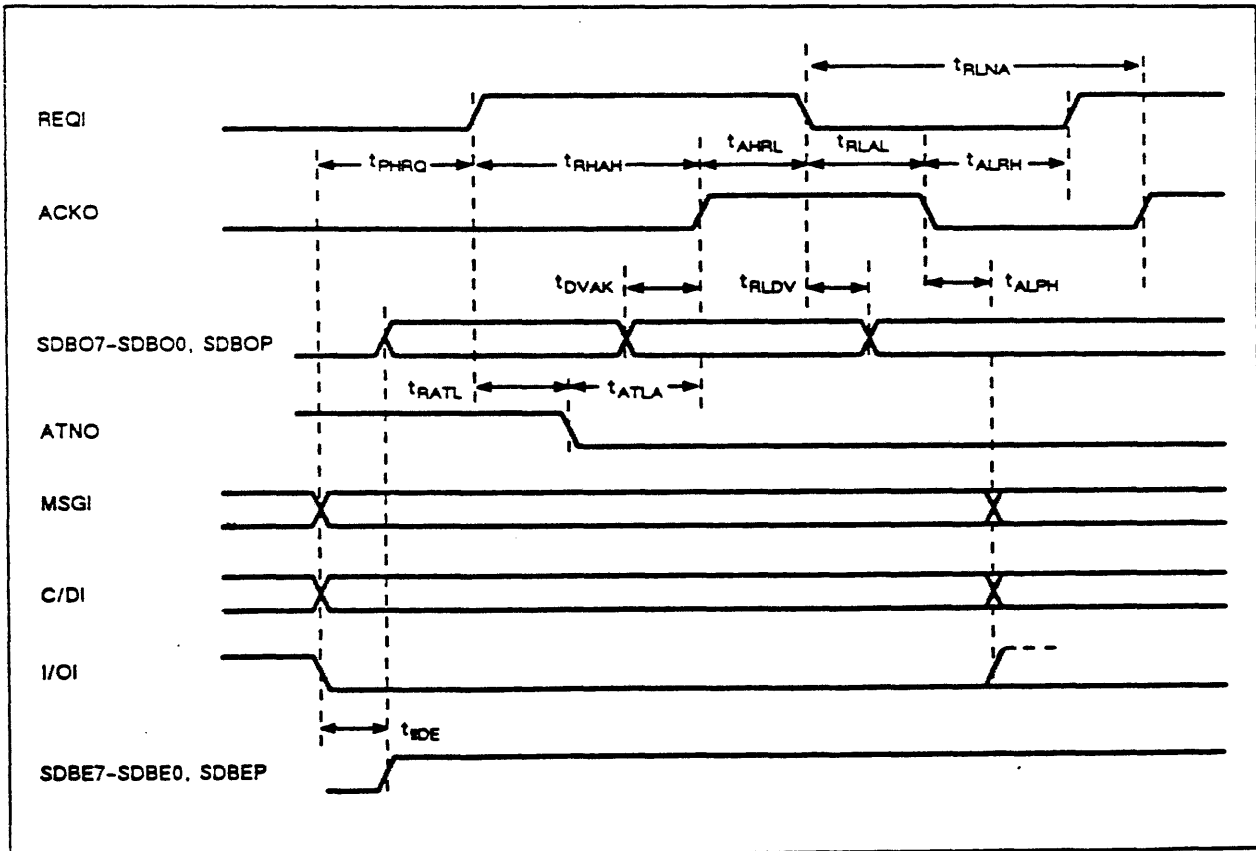 tRLNA
REQI
tPHRQ tRHAH tAHRL tRLAL tALRH
ACKO
tDVAK tRLDV tALPH
SDBO7-SDBO0, SDBOP
tRATL tATLA
ATNO
MSGI
C/DI
I/OI
tIIDE
SDBE7-SDBE0, SDBEP